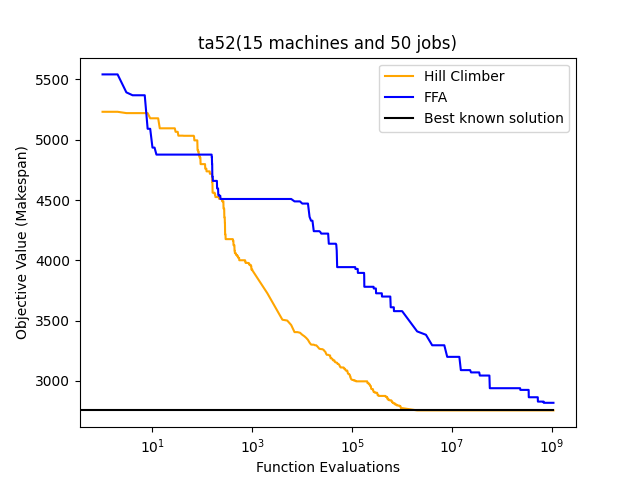 ta52(15 machines and 50 jobs)
Hill Climber
FFA
Best known solution
Objective Value (Makespan)
5500
5000
4500
4000
3500
3000
10^1 10^3 10^5 10^7 10^9
Function Evaluations